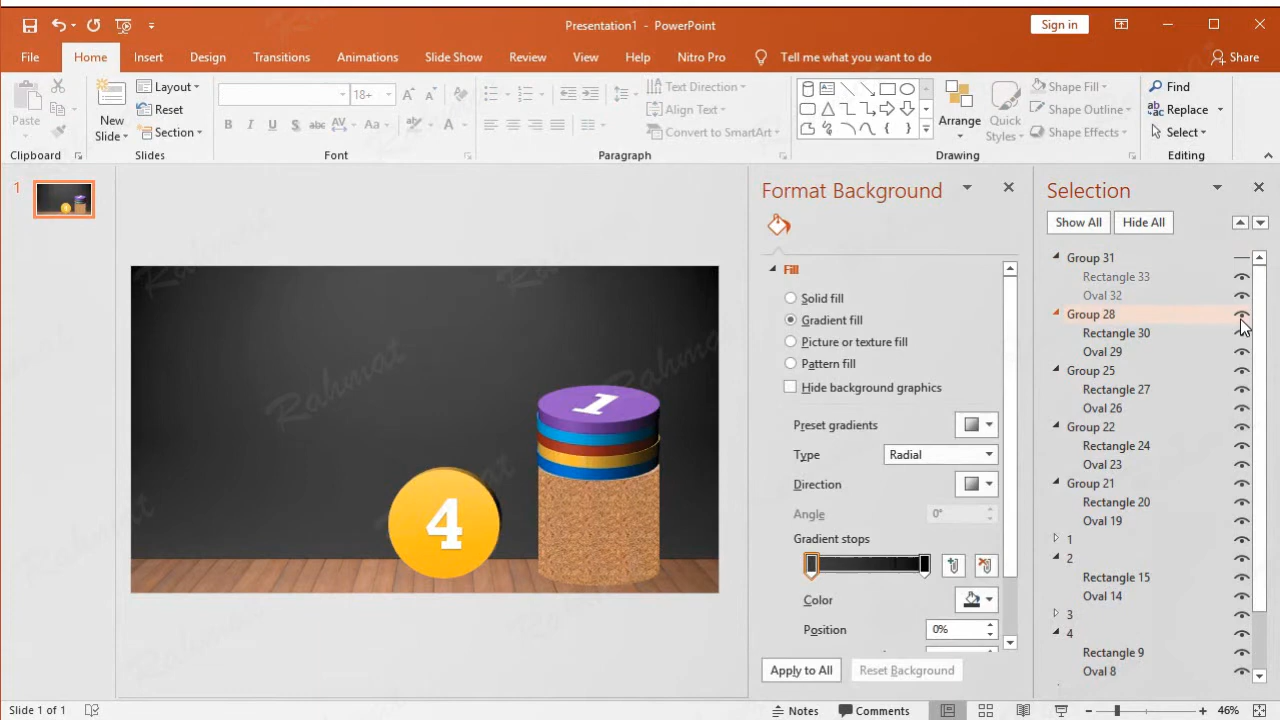 Presentation1 - PowerPoint
Sign in
File Home Insert Design Transitions Animations Slide Show Review View Help Nitro Pro Tell me what you want to do Share
Paste
New Slide
Layout
Reset
Section
18+
B I U S abc AV Aa A
Text Direction
Align Text
Convert to SmartArt
Arrange
Quick Styles
Shape Fill
Shape Outline
Shape Effects
Find
Replace
Select
Clipboard Slides Font Paragraph Drawing Editing
1
1
4
Rahmat
Rahmat
Rahmat
Rahmat
Format Background
Fill
Solid fill
Gradient fill
Picture or texture fill
Pattern fill
Hide background graphics
Preset gradients
Type Radial
Direction
Angle 0°
Gradient stops
Color
Position 0%
Apply to All Reset Background
Selection
Show All Hide All
Group 31
Rectangle 33
Oval 32
Group 28
Rectangle 30
Oval 29
Group 25
Rectangle 27
Oval 26
Group 22
Rectangle 24
Oval 23
Group 21
Rectangle 20
Oval 19
1
2
Rectangle 15
Oval 14
3
4
Rectangle 9
Oval 8
Slide 1 of 1 Notes Comments 46%